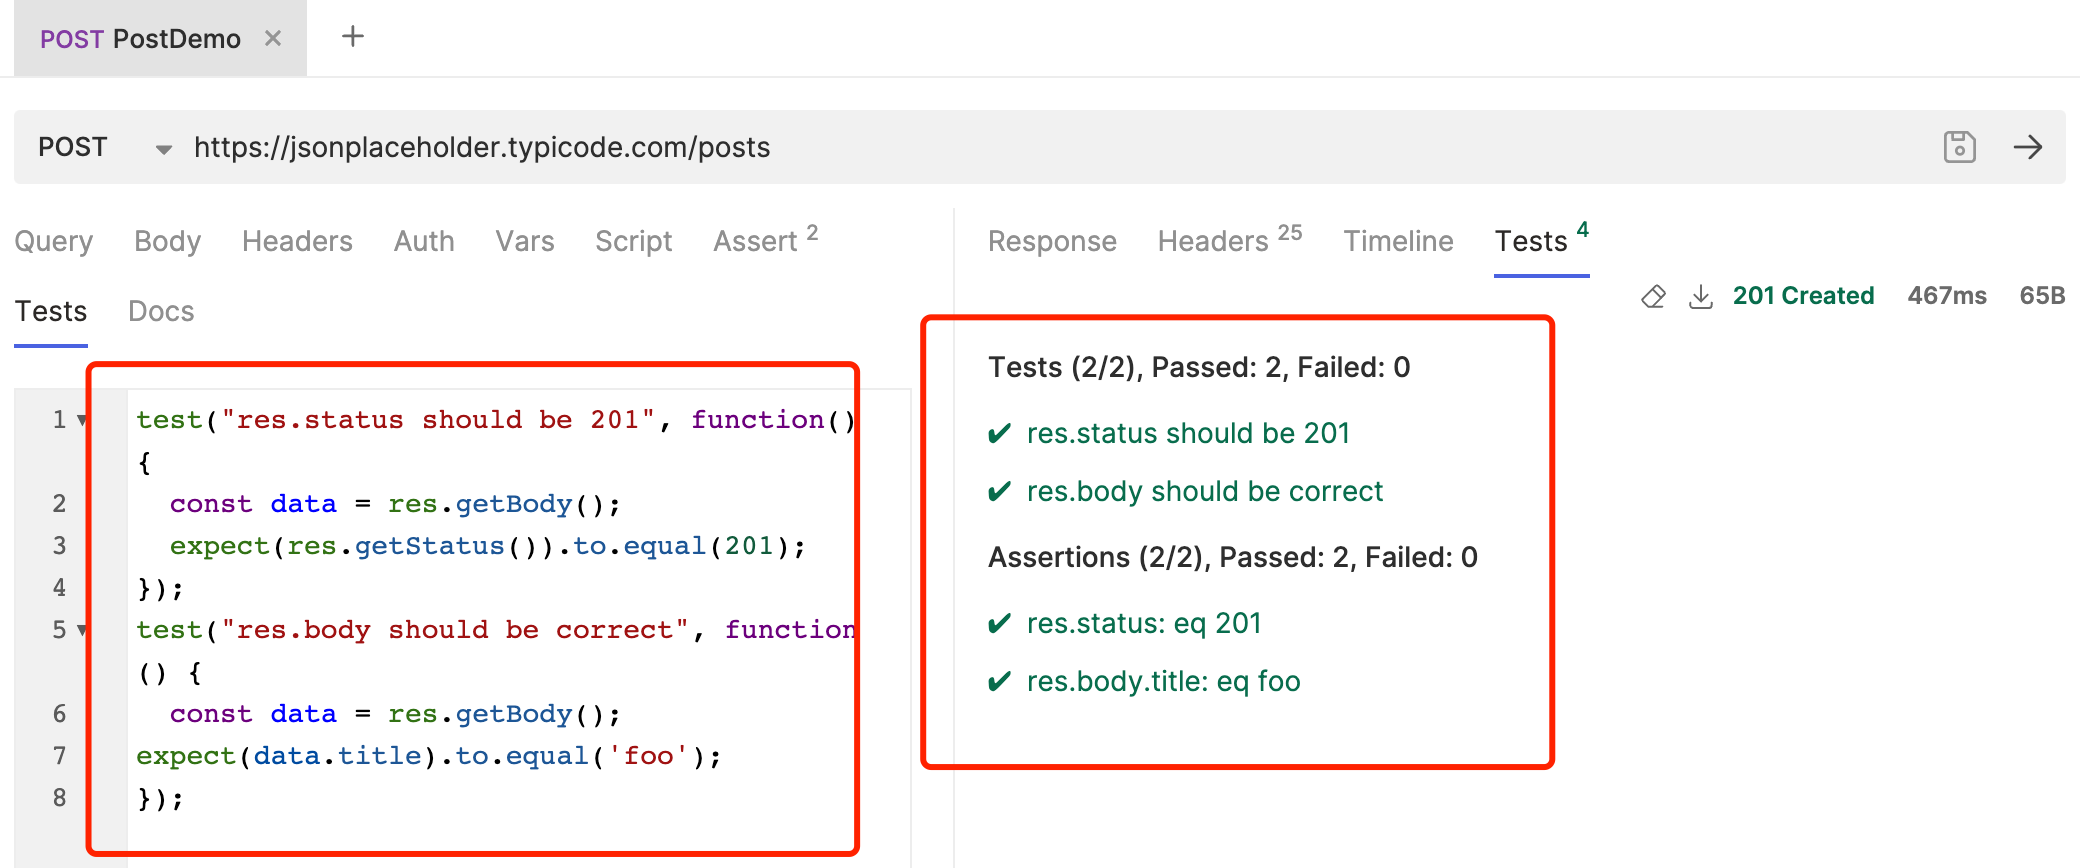 POST PostDemo × +
POST https://jsonplaceholder.typicode.com/posts
Query Body Headers Auth Vars Script Assert 2
Tests Docs
1 test("res.status should be 201", function()
{
2 const data = res.getBody();
3 expect(res.getStatus()).to.equal(201);
4 });
5 test("res.body should be correct", function
() {
6 const data = res.getBody();
7 expect(data.title).to.equal('foo');
8 });
Response Headers 25 Timeline Tests 4
201 Created 467ms 65B
Tests (2/2), Passed: 2, Failed: 0
✔ res.status should be 201
✔ res.body should be correct
Assertions (2/2), Passed: 2, Failed: 0
✔ res.status: eq 201
✔ res.body.title: eq foo